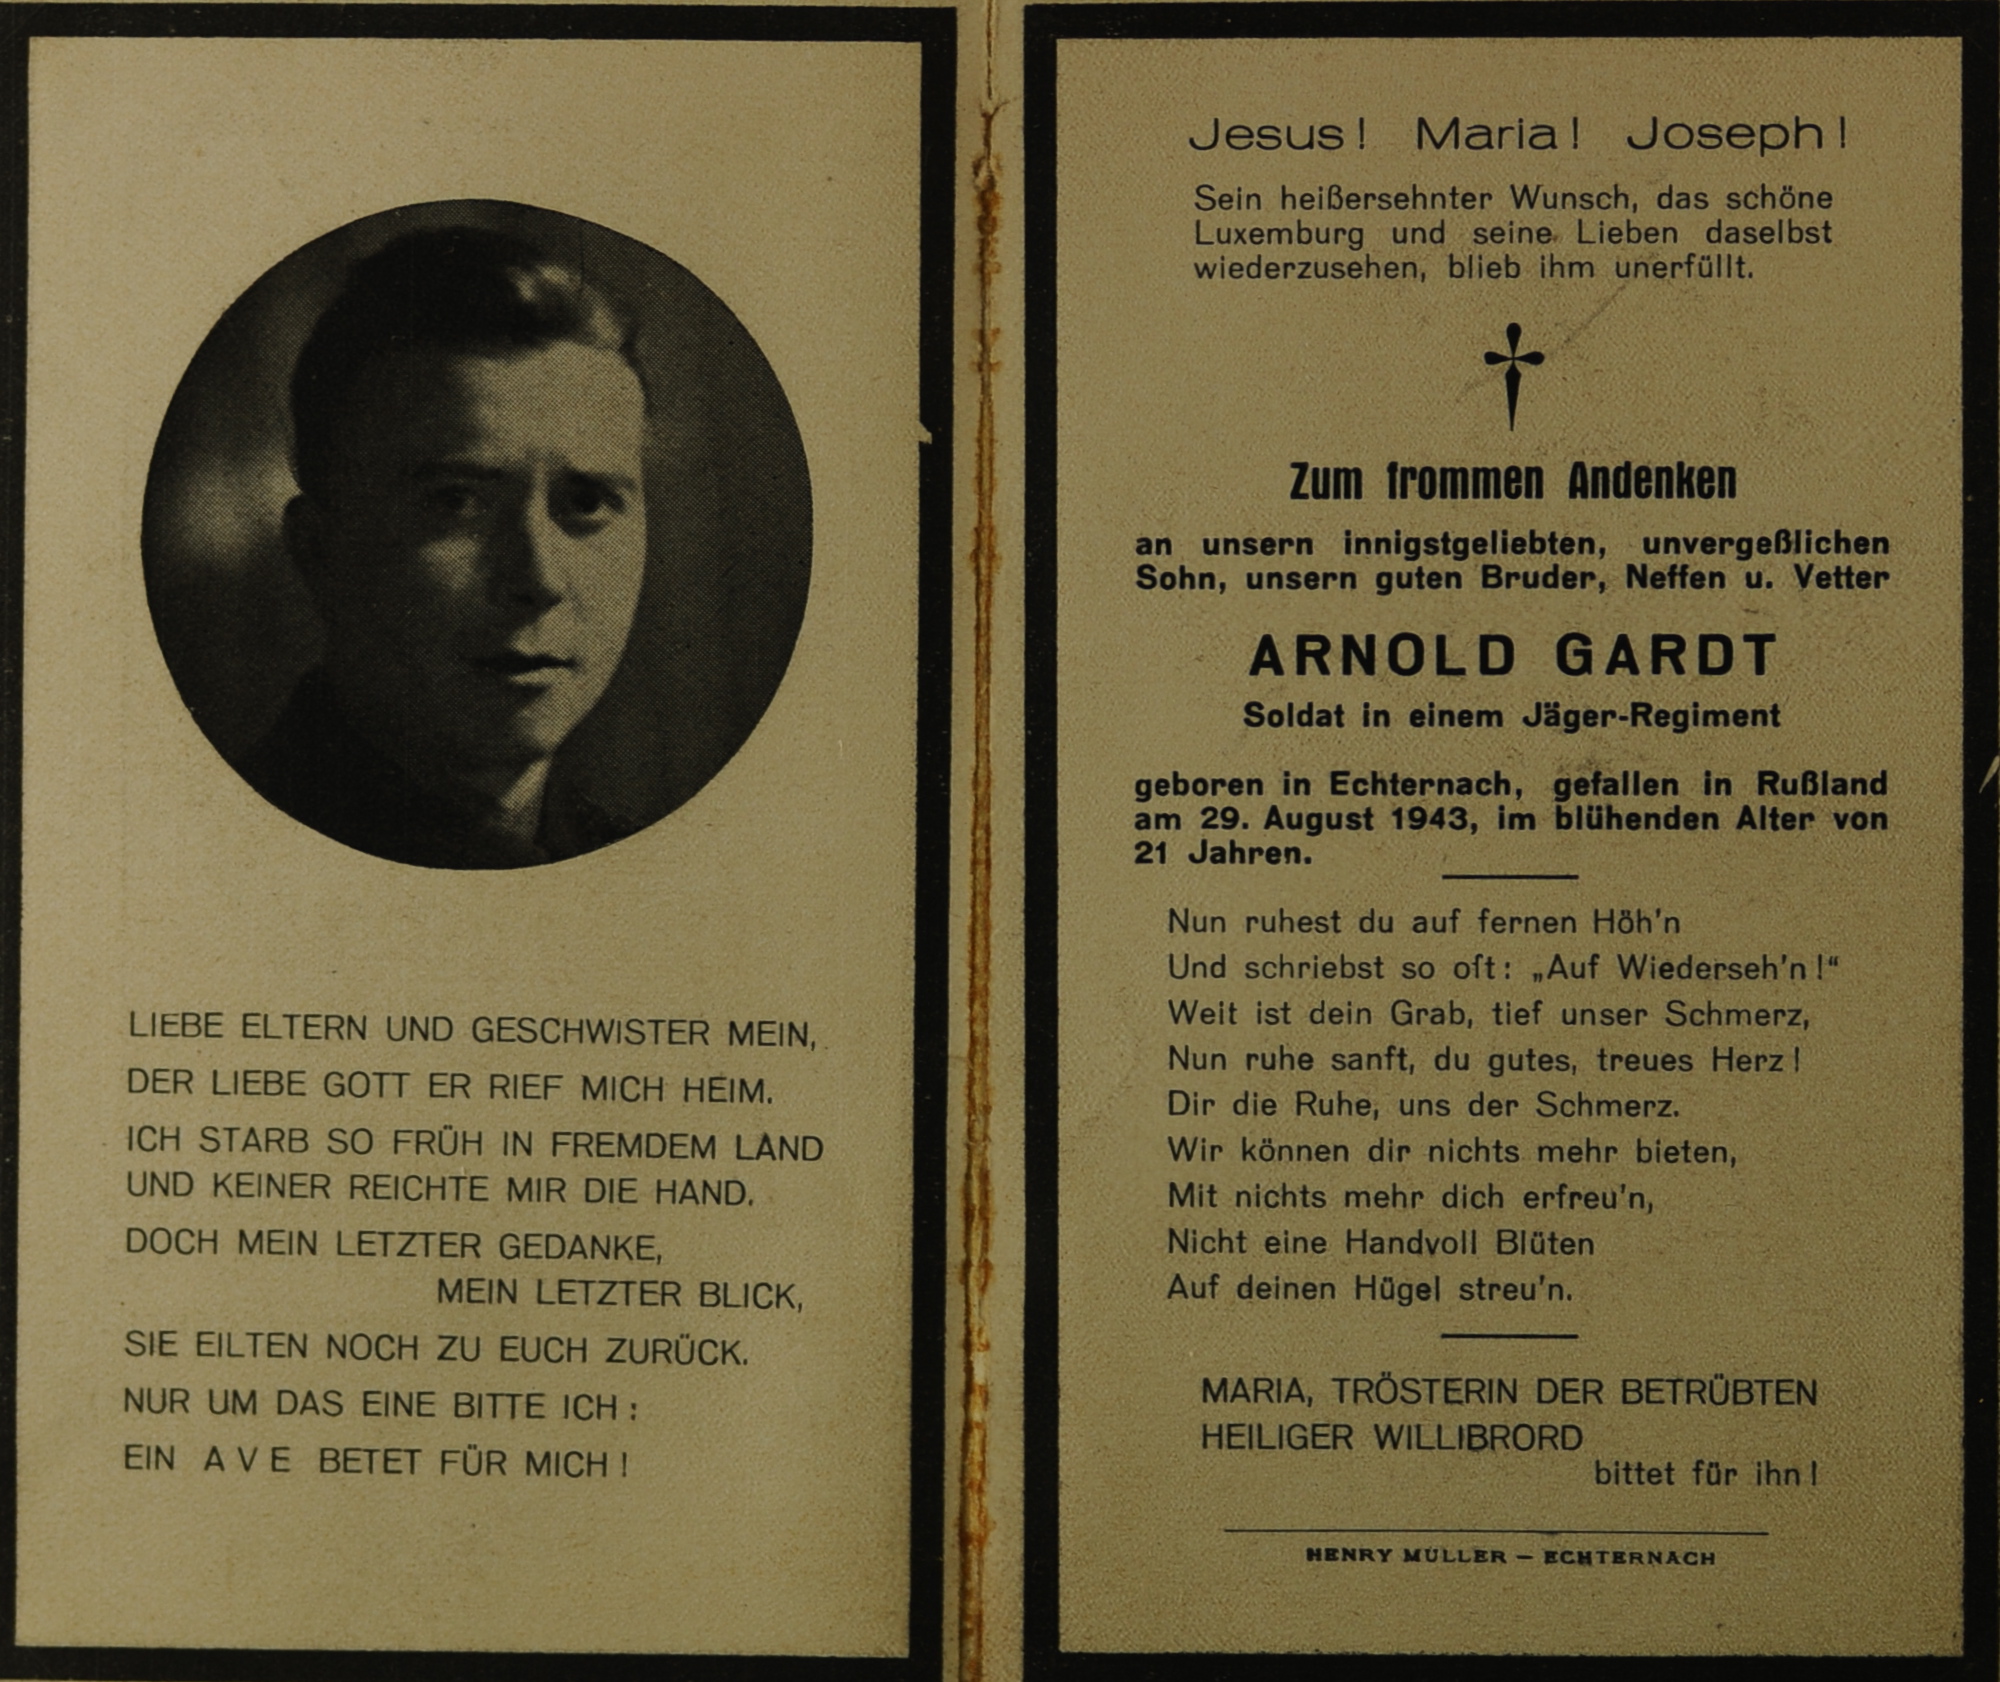 LIEBE ELTERN UND GESCHWISTER MEIN,
DER LIEBE GOTT ER RIEF MICH HEIM.
ICH STARB SO FRÜH IN FREMDEM LAND
UND KEINER REICHTE MIR DIE HAND.
DOCH MEIN LETZTER GEDANKE,
MEIN LETZTER BLICK,
SIE EILTEN NOCH ZU EUCH ZURÜCK.
NUR UM DAS EINE BITTE ICH :
EIN AVE BETET FÜR MICH !
Jesus ! Maria ! Joseph !
Sein heißersehnter Wunsch, das schöne
Luxemburg und seine Lieben daselbst
wiederzusehen, blieb ihm unerfüllt.
Zum frommen Andenken
an unsern innigstgeliebten, unvergeßlichen
Sohn, unsern guten Bruder, Neffen u. Vetter
ARNOLD GARDT
Soldat in einem Jäger-Regiment
geboren in Echternach, gefallen in Rußland
am 29. August 1943, im blühenden Alter von
21 Jahren.
Nun ruhest du auf fernen Höh'n
Und schriebst so oft : „Auf Wiederseh'n !“
Weit ist dein Grab, tief unser Schmerz,
Nun ruhe sanft, du gutes, treues Herz !
Dir die Ruhe, uns der Schmerz.
Wir können dir nichts mehr bieten,
Mit nichts mehr dich erfreu'n,
Nicht eine Handvoll Blüten
Auf deinen Hügel streu'n.
MARIA, TRÖSTERIN DER BETRÜBTEN
HEILIGER WILLIBRORD
bittet für ihn !
HENRY MULLER — ECHTERNACH